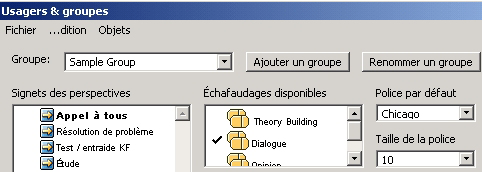 Usagers & groupes
Fichier ...dition Objets
Groupe: Sample Group Ajouter un groupe Renommer un groupe
Signets des perspectives Échafaudages disponibles Police par défaut
Appel à tous Theory Building Chicago
Résolution de problème
Test / entraide KF Dialogue Taille de la police
Étude Opinion 10